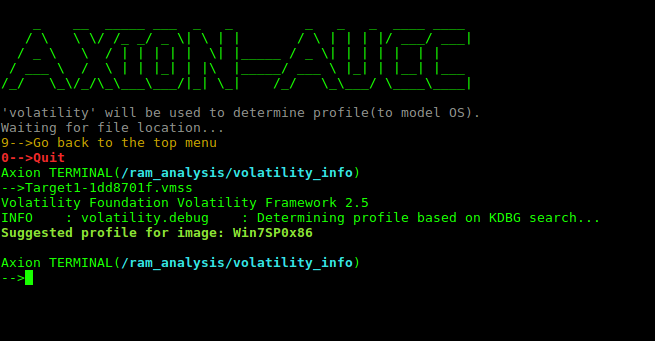 AXION-AUCC
'volatility' will be used to determine profile(to model OS).
Waiting for file location...
9-->Go back to the top menu
0-->Quit
Axion TERMINAL(/ram_analysis/volatility_info)
-->Target1-1dd8701f.vmss
Volatility Foundation Volatility Framework 2.5
INFO    : volatility.debug    : Determining profile based on KDBG search...
Suggested profile for image: Win7SP0x86
Axion TERMINAL(/ram_analysis/volatility_info)
-->